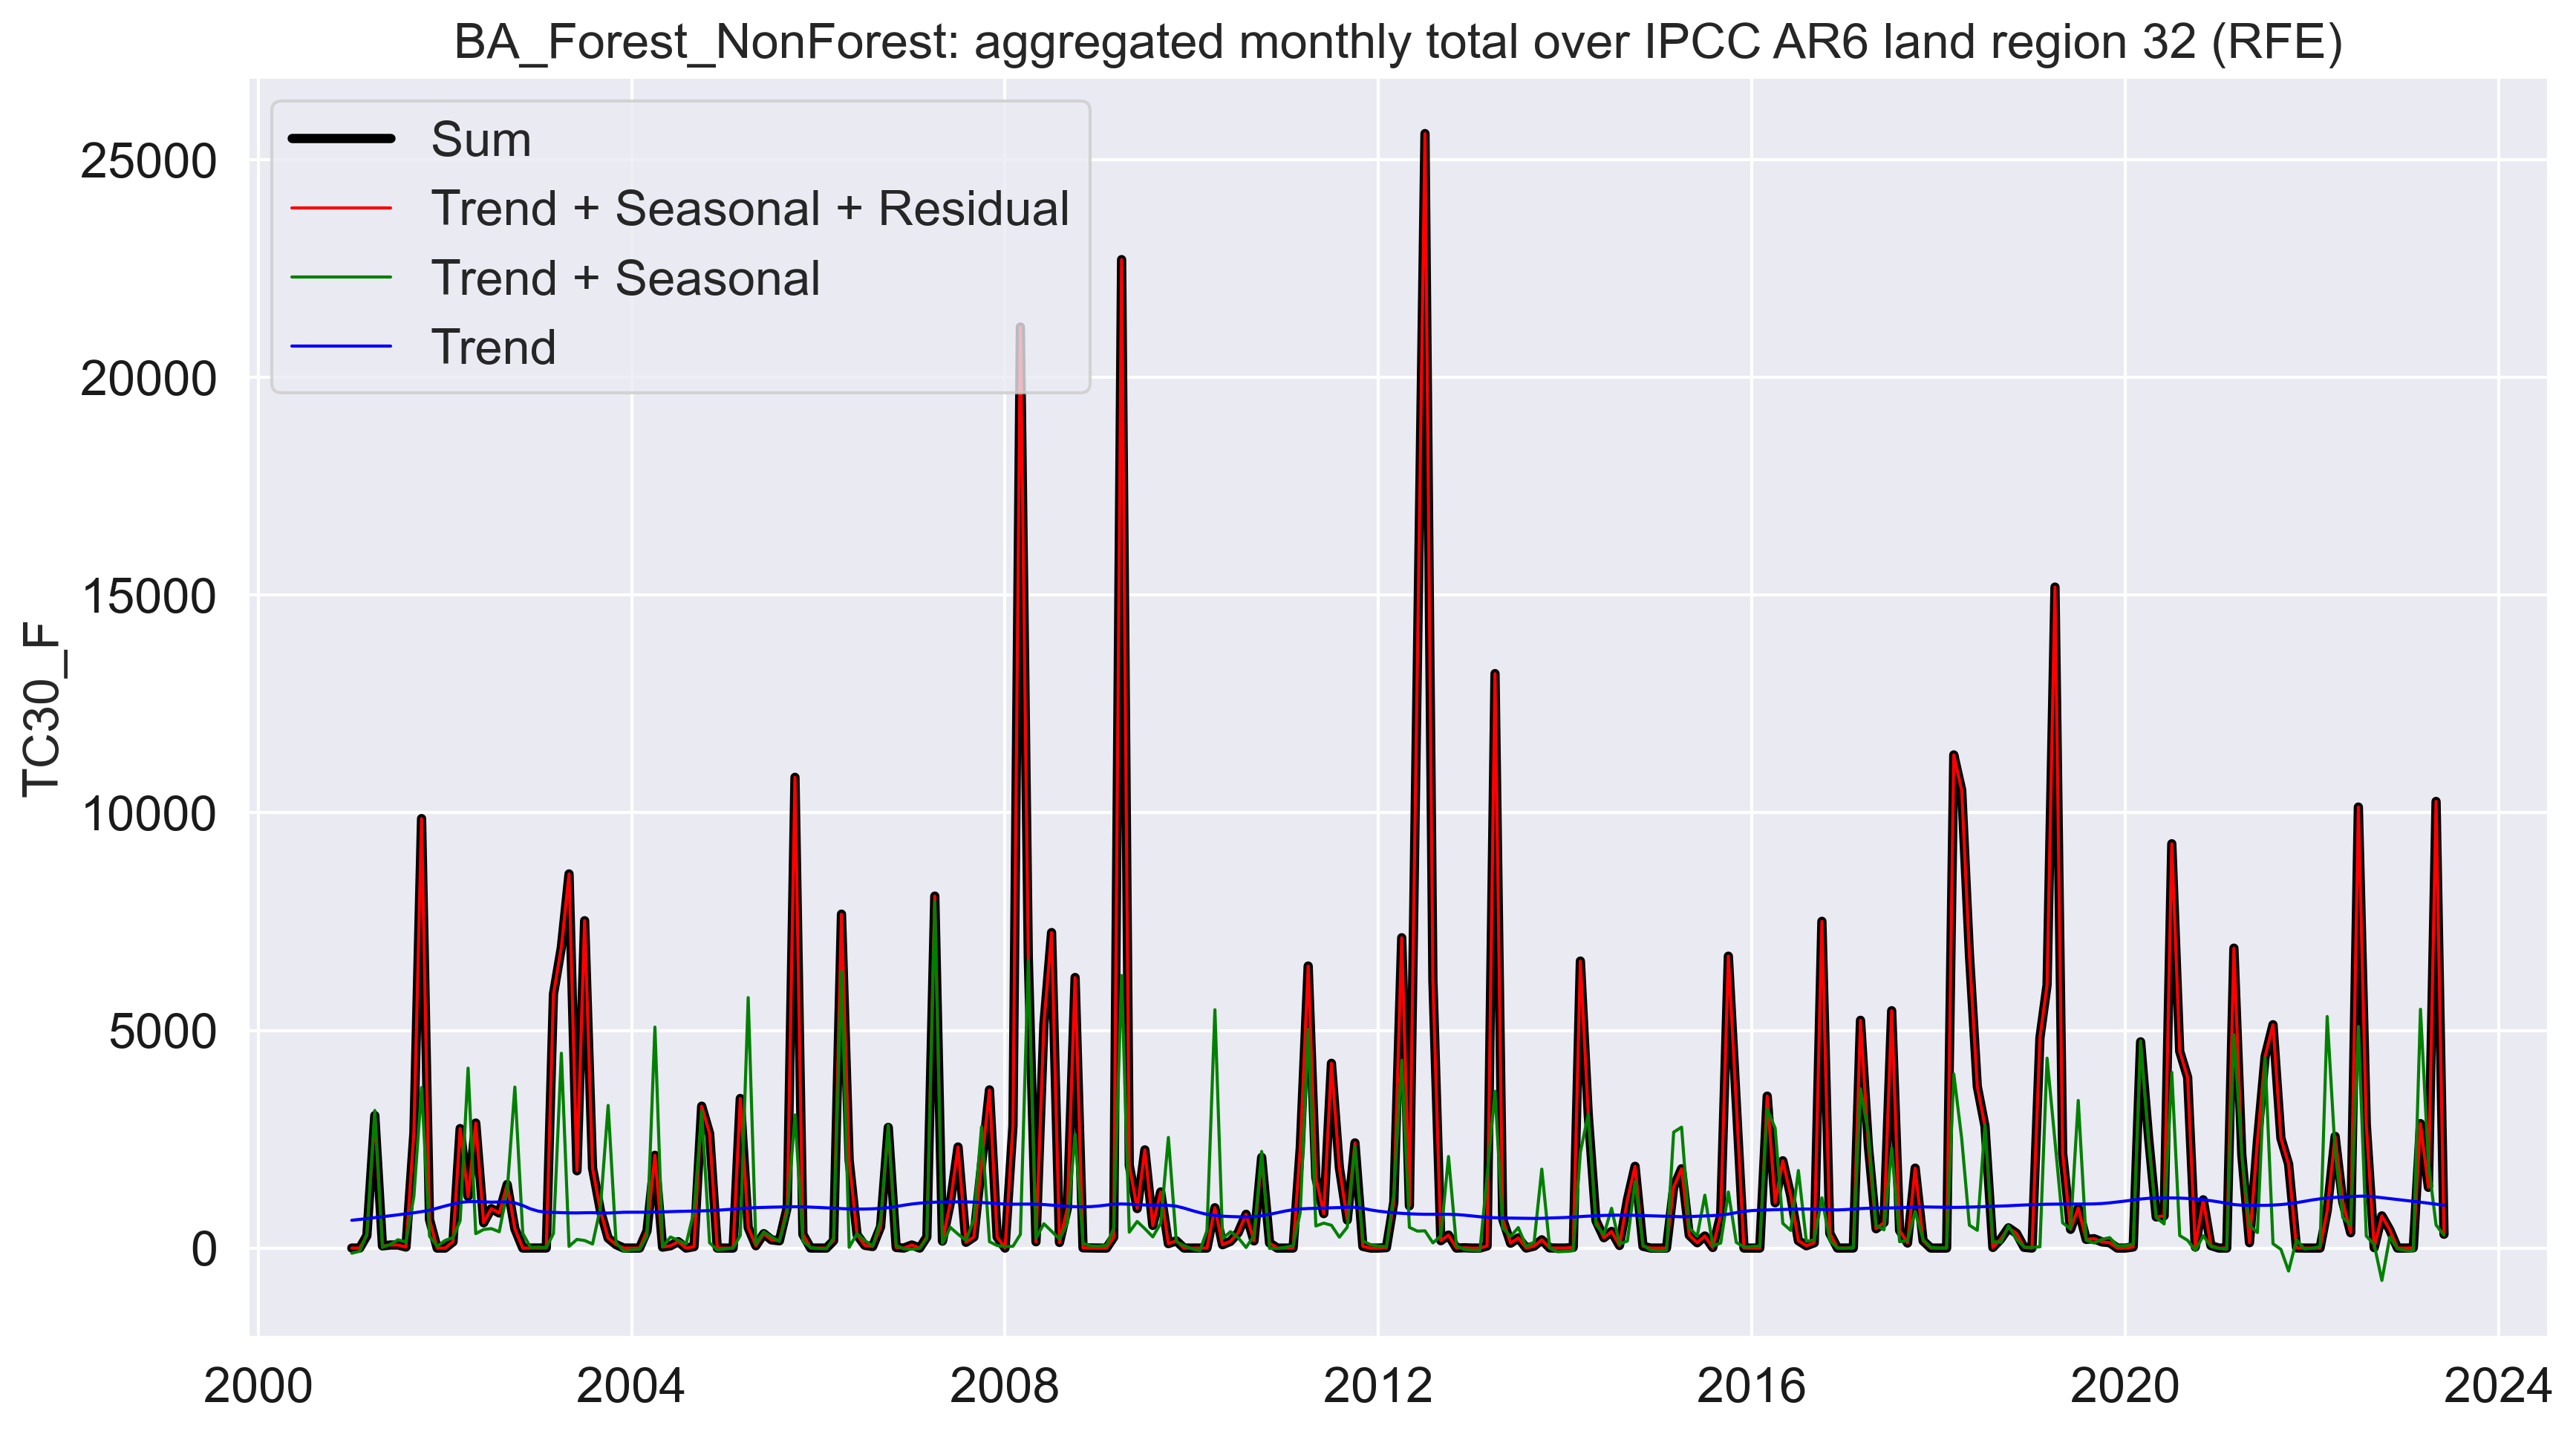 BA_Forest_NonForest: aggregated monthly total over IPCC AR6 land region 32 (RFE)
Sum
Trend + Seasonal + Residual
Trend + Seasonal
Trend
25000
20000
15000
10000
5000
0
TC30_F
2000 2004 2008 2012 2016 2020 2024